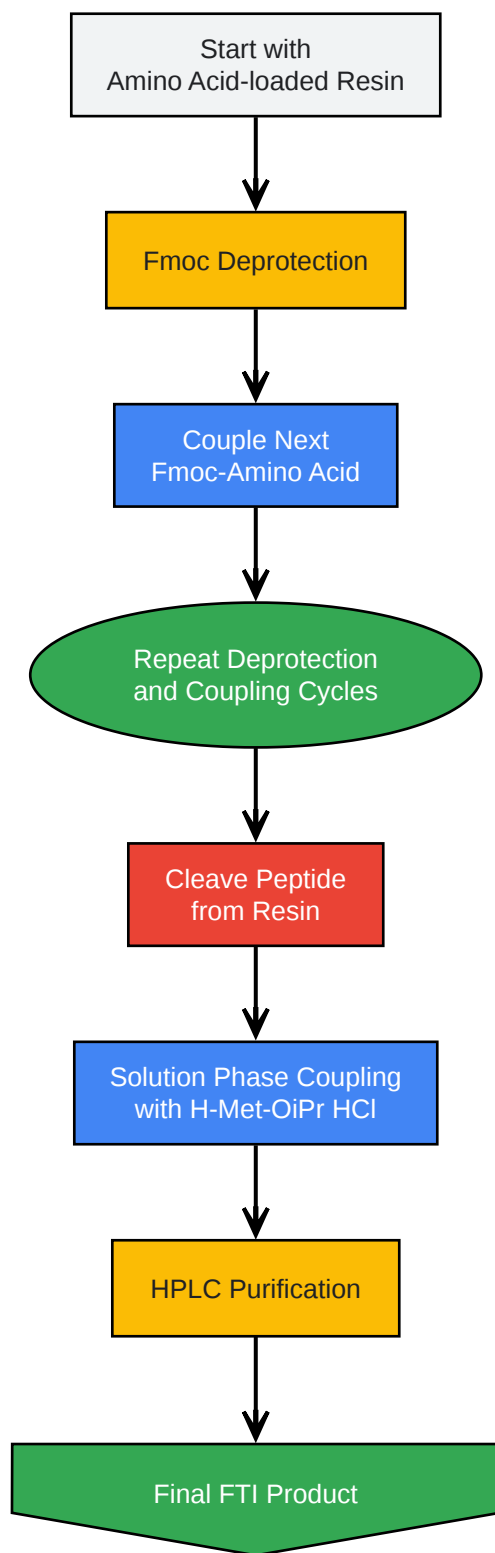 Start with
Amino Acid-loaded Resin
Fmoc Deprotection
Couple Next
Fmoc-Amino Acid
Repeat Deprotection
and Coupling Cycles
Cleave Peptide
from Resin
Solution Phase Coupling
with H-Met-OiPr HCl
HPLC Purification
Final FTI Product